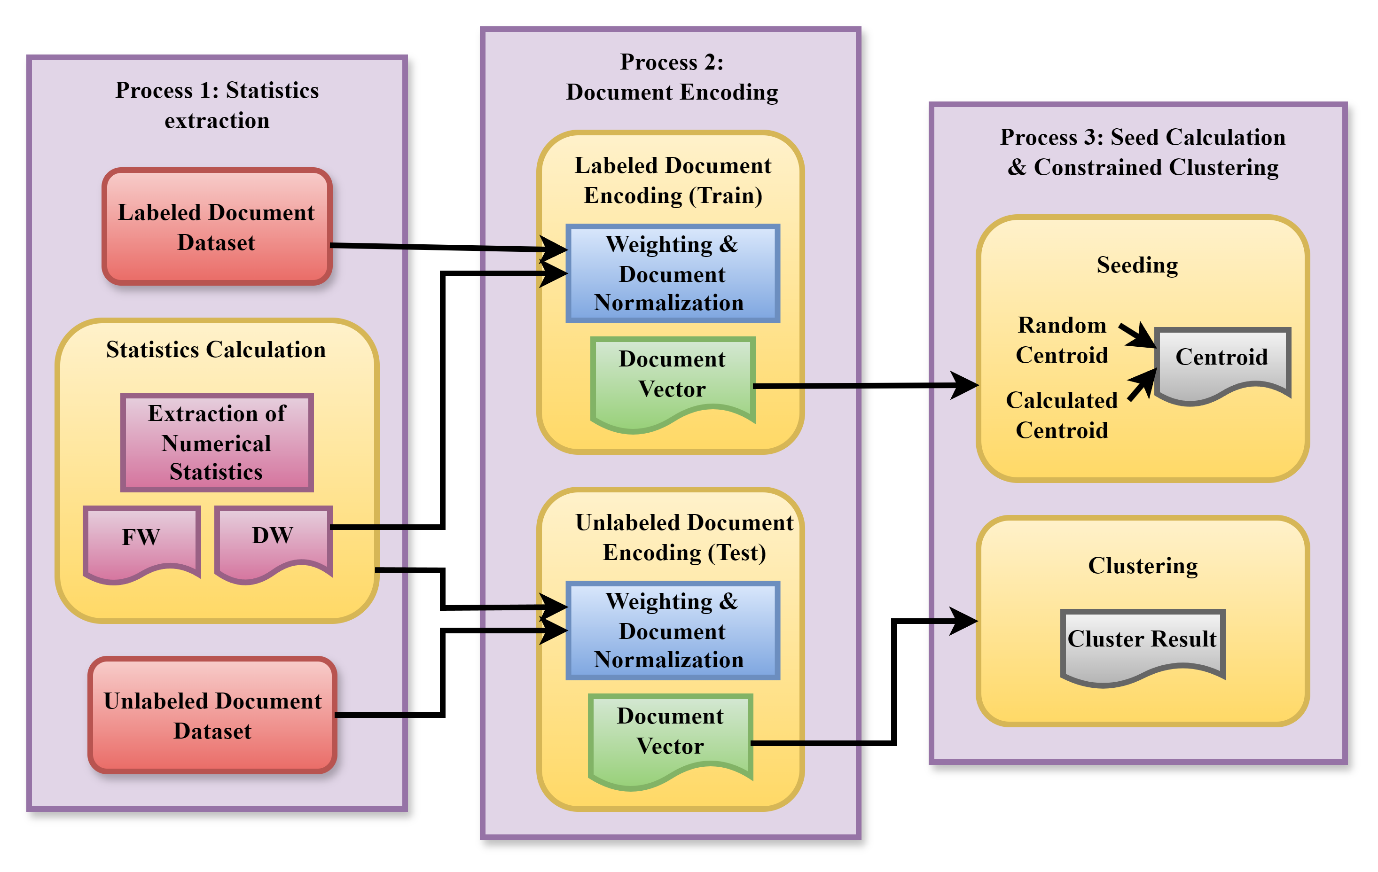 Process 1: Statistics
extraction
Labeled Document
Dataset
Statistics Calculation
Extraction of
Numerical
Statistics
FW
DW
Unlabeled Document
Dataset
Process 2:
Document Encoding
Labeled Document
Encoding (Train)
Weighting &
Document
Normalization
Document
Vector
Unlabeled Document
Encoding (Test)
Weighting &
Document
Normalization
Document
Vector
Process 3: Seed Calculation
& Constrained Clustering
Seeding
Random
Centroid
Centroid
Calculated
Centroid
Clustering
Cluster Result